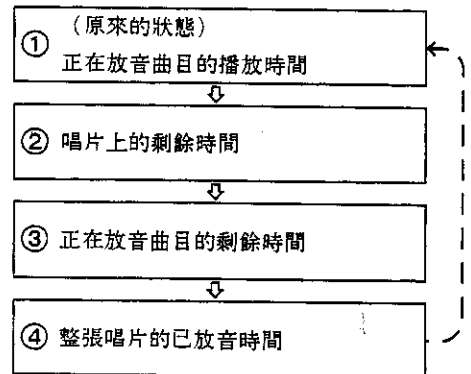 ① (原來的狀態)
正在放音曲目的播放時間
② 唱片上的剩餘時間
③ 正在放音曲目的剩餘時間
④ 整張唱片的已放音時間